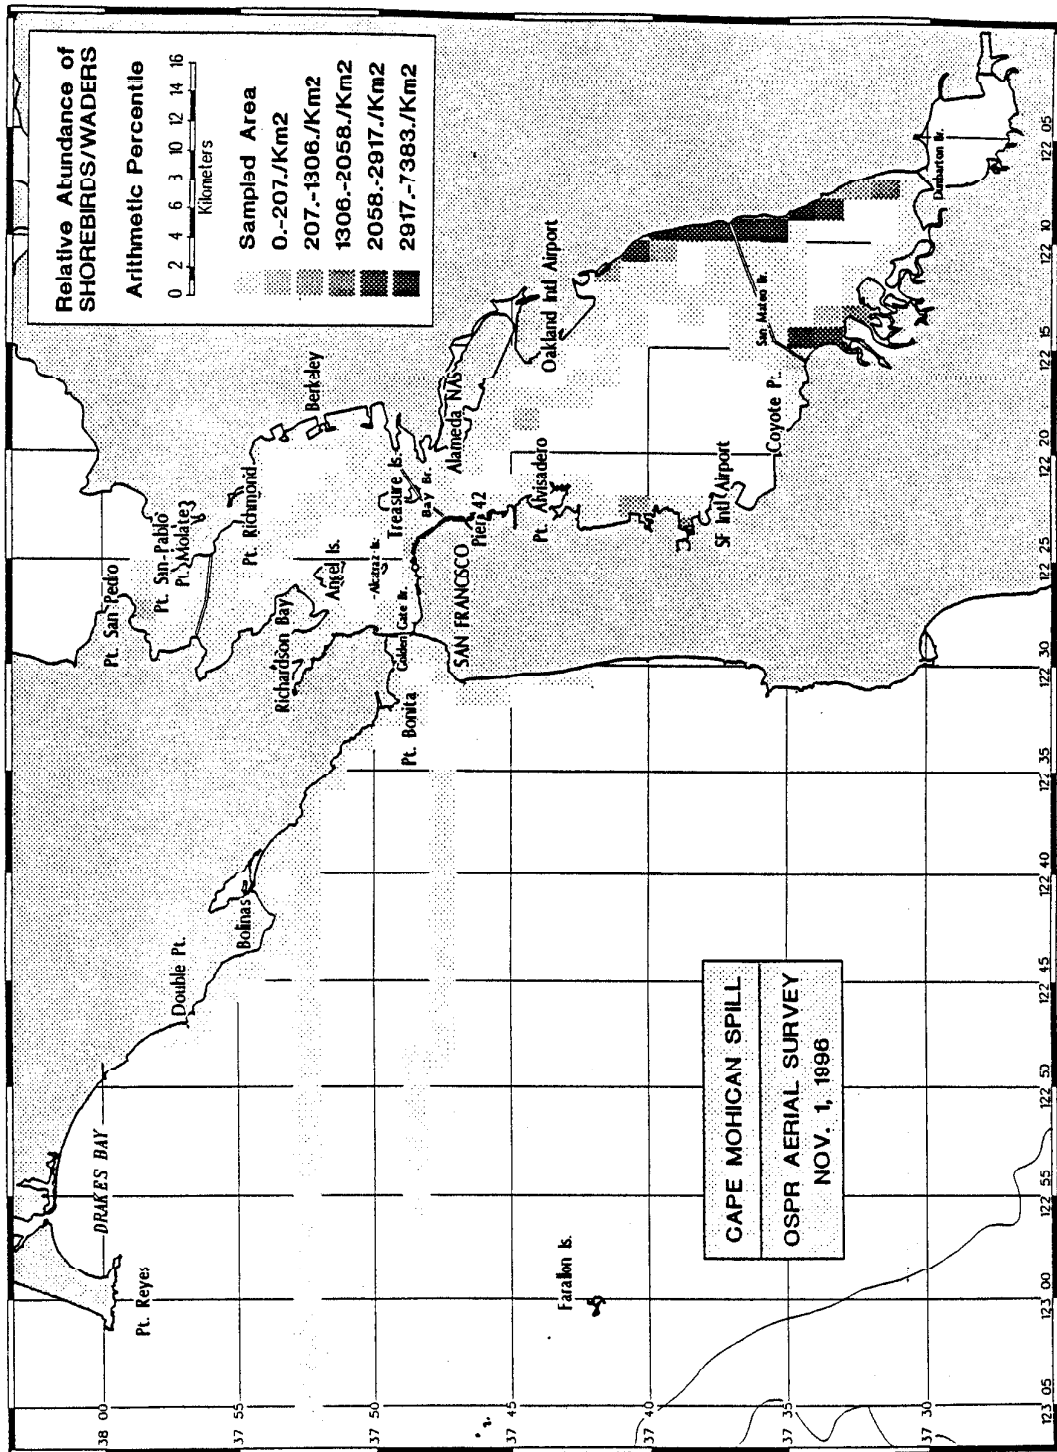 Relative Abundance of
SHOREBIRDS/WADERS
Arithmetic Percentile
0 2 4 6 8 10 12 14 16
Kilometers
Sampled Area
0.-207./Km2
207.-1306./Km2
1306.-2058./Km2
2058.-2917./Km2
2917.-7383./Km2
Pt. San Pedro
Pt. San-Pablo
Pt. Molate
Pt. Richmond
Berkeley
Richardson Bay
Angel Is.
Alcatraz Is.
Treasure Is.
Bay Br.
Golden Gate Br.
Alameda NAS
Oakland Intl Airport
SAN FRANCISCO
Pier 42
Pt. Alvisadero
SF Intl Airport
Coyote P..
San Mateo Br.
Dumbarton Br.
Pt. Bonita
Bolinas
Double Pt.
DRAKES BAY
Pt. Reyes
Farallon Is.
CAPE MOHICAN SPILL
OSPR AERIAL SURVEY
NOV. 1, 1996
38 00
55
37 50
37 45
37 40
37 35
37 30
123 05
123 00
122 55
122 50
122 45
122 40
122 35
122 30
122 25
122 20
122 15
122 10
122 05